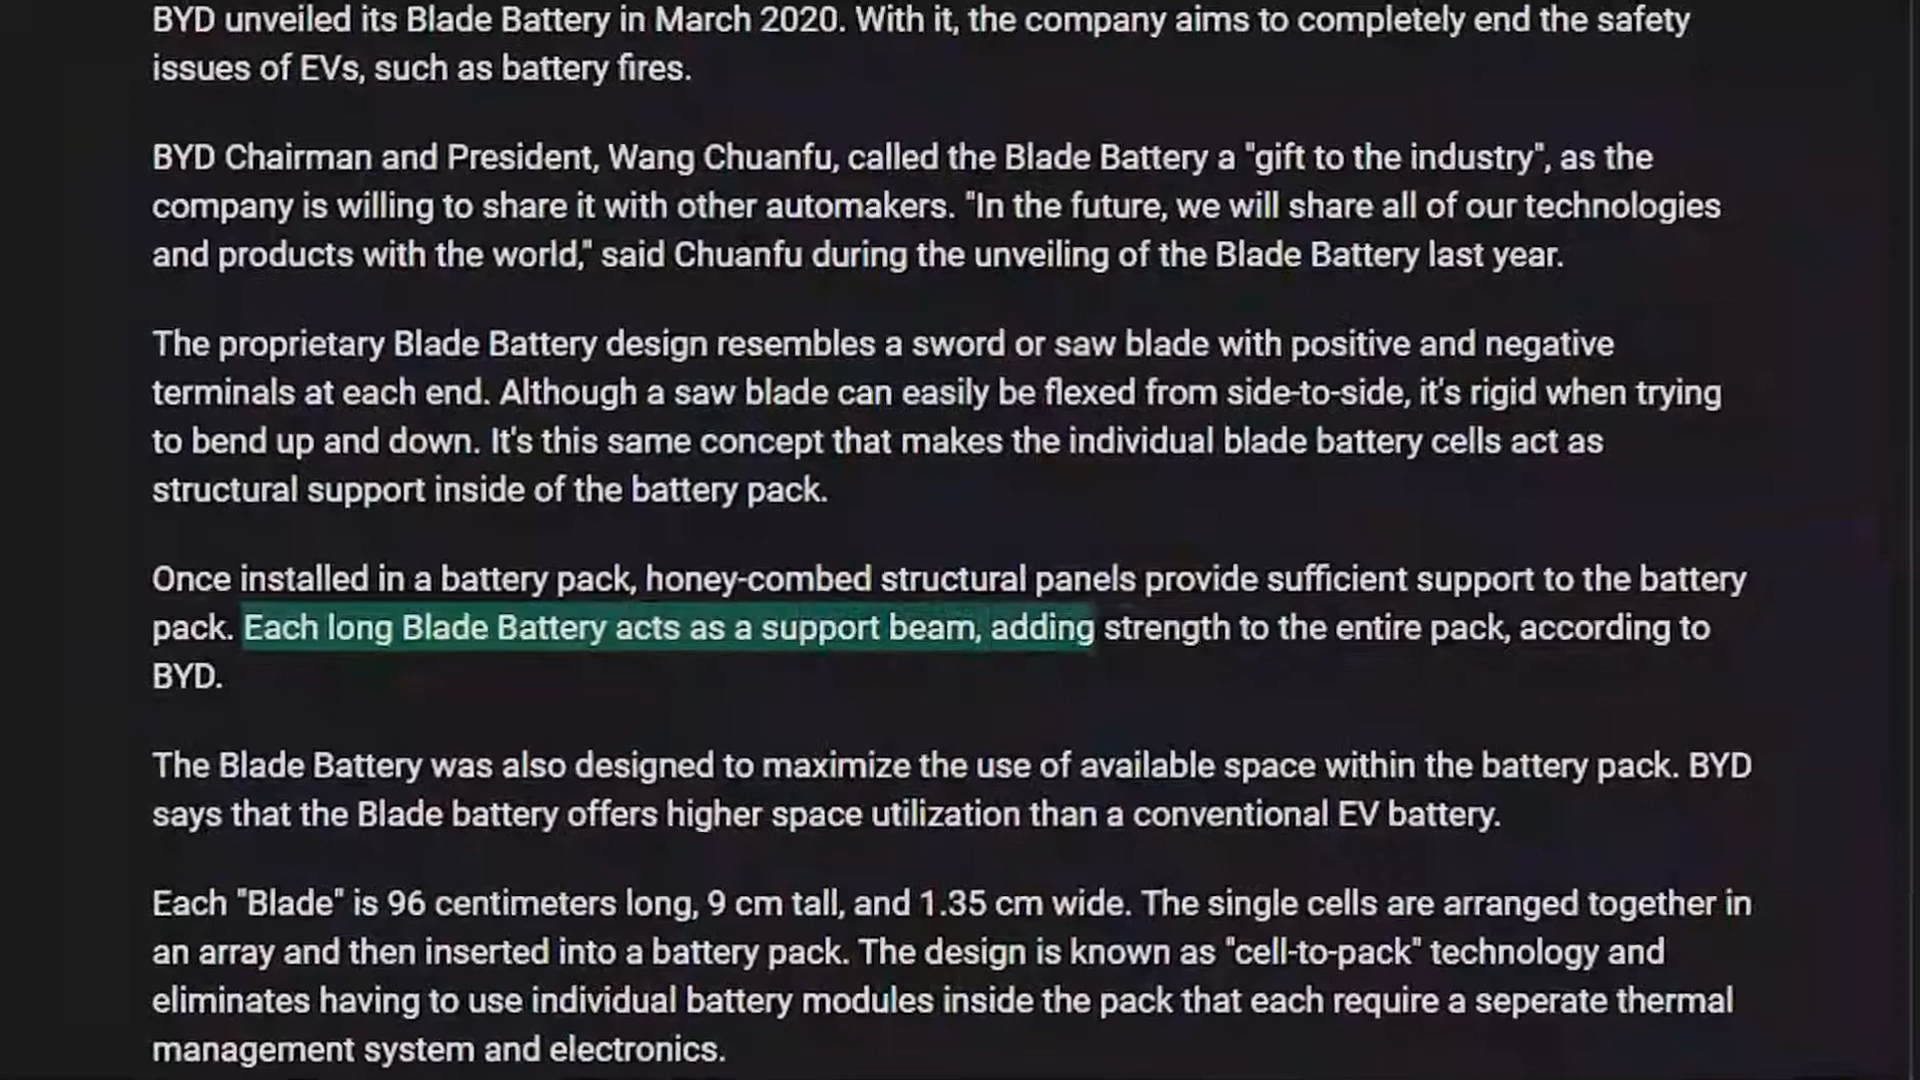 BYD unveiled its Blade Battery in March 2020. With it, the company aims to completely end the safety
issues of EVs, such as battery fires.
BYD Chairman and President, Wang Chuanfu, called the Blade Battery a "gift to the industry", as the
company is willing to share it with other automakers. "In the future, we will share all of our technologies
and products with the world," said Chuanfu during the unveiling of the Blade Battery last year.
The proprietary Blade Battery design resembles a sword or saw blade with positive and negative
terminals at each end. Although a saw blade can easily be flexed from side-to-side, it's rigid when trying
to bend up and down. It's this same concept that makes the individual blade battery cells act as
structural support inside of the battery pack.
Once installed in a battery pack, honey-combed structural panels provide sufficient support to the battery
pack. Each long Blade Battery acts as a support beam, adding strength to the entire pack, according to
BYD.
The Blade Battery was also designed to maximize the use of available space within the battery pack. BYD
says that the Blade battery offers higher space utilization than a conventional EV battery.
Each "Blade" is 96 centimeters long, 9 cm tall, and 1.35 cm wide. The single cells are arranged together in
an array and then inserted into a battery pack. The design is known as "cell-to-pack" technology and
eliminates having to use individual battery modules inside the pack that each require a seperate thermal
management system and electronics.